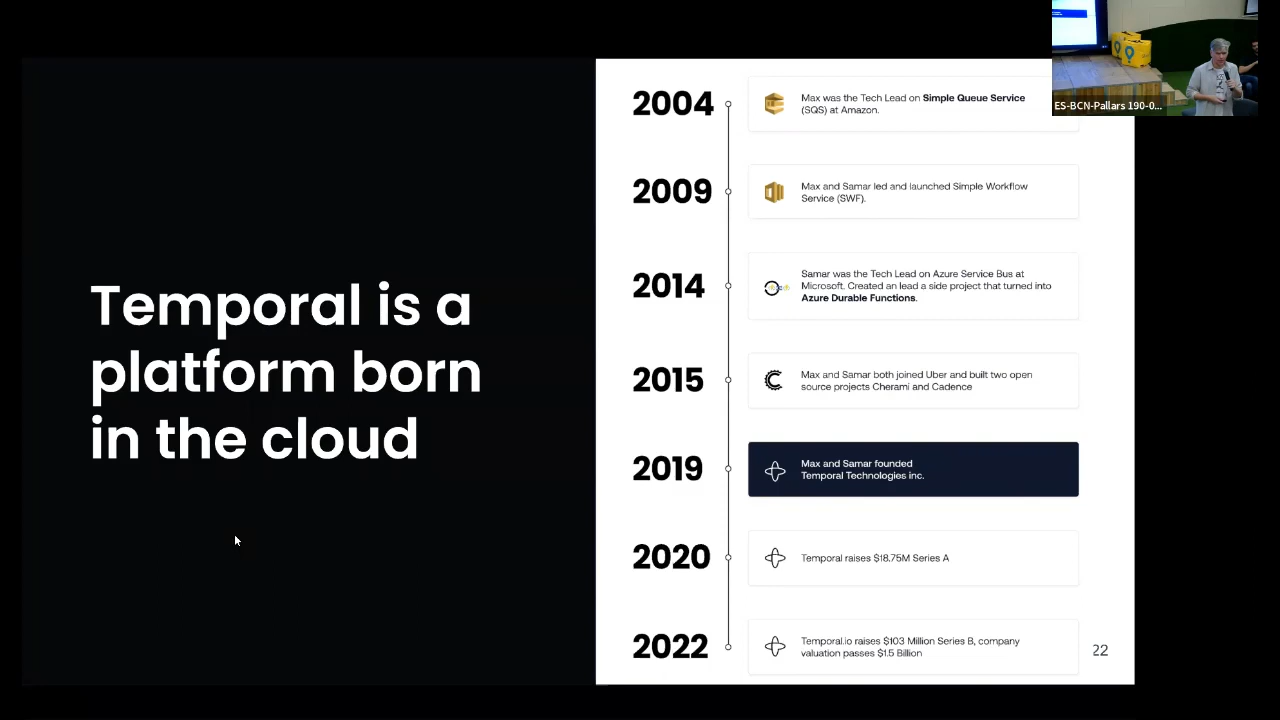 Temporal is a
platform born
in the cloud
2004
Max was the Tech Lead on Simple Queue Service
(SQS) at Amazon.
2009
Max and Samar led and launched Simple Workflow
Service (SWF).
2014
Samar was the Tech Lead on Azure Service Bus at
Microsoft. Created an lead a side project that turned into
Azure Durable Functions.
2015
Max and Samar both joined Uber and built two open
source projects Cherami and Cadence
2019
Max and Samar founded
Temporal Technologies inc.
2020
Temporal raises $18.75M Series A
2022
Temporal.io raises $103 Million Series B, company
valuation passes $1.5 Billion
22
ES-BCN-Pallars 190-0...